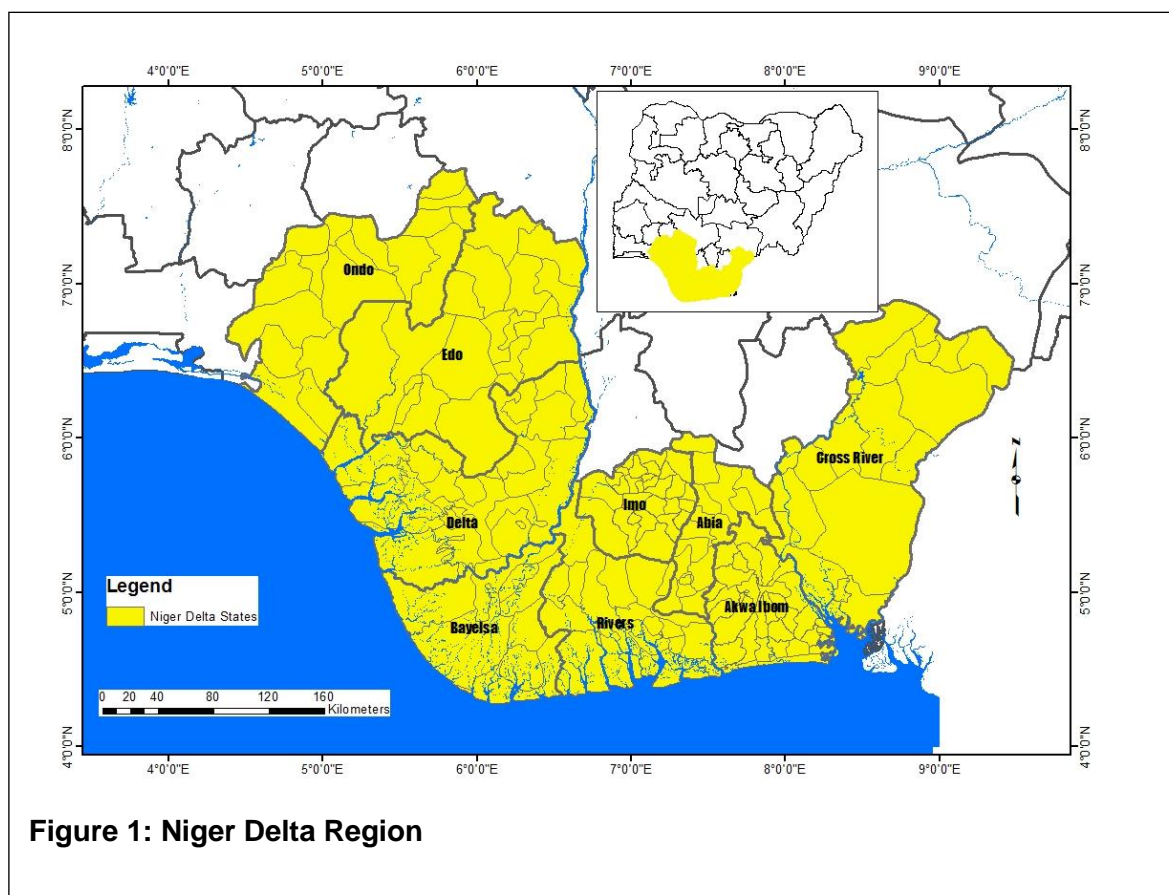 4°0'0"E 5°0'0"E 6°0'0"E 7°0'0"E 8°0'0"E 9°0'0"E
8°0'0"N
8°0'0"N
7°0'0"N
7°0'0"N
6°0'0"N
6°0'0"N
5°0'0"N
5°0'0"N
4°0'0"N
4°0'0"N
Ondo
Edo
Cross River
N
Imo
Abia
Delta
Akwa Ibom
Rivers
Bayelsa
Legend
Niger Delta States
0 20 40 80 120 160
Kilometers
4°0'0"E 5°0'0"E 6°0'0"E 7°0'0"E 8°0'0"E 9°0'0"E
Figure 1: Niger Delta Region